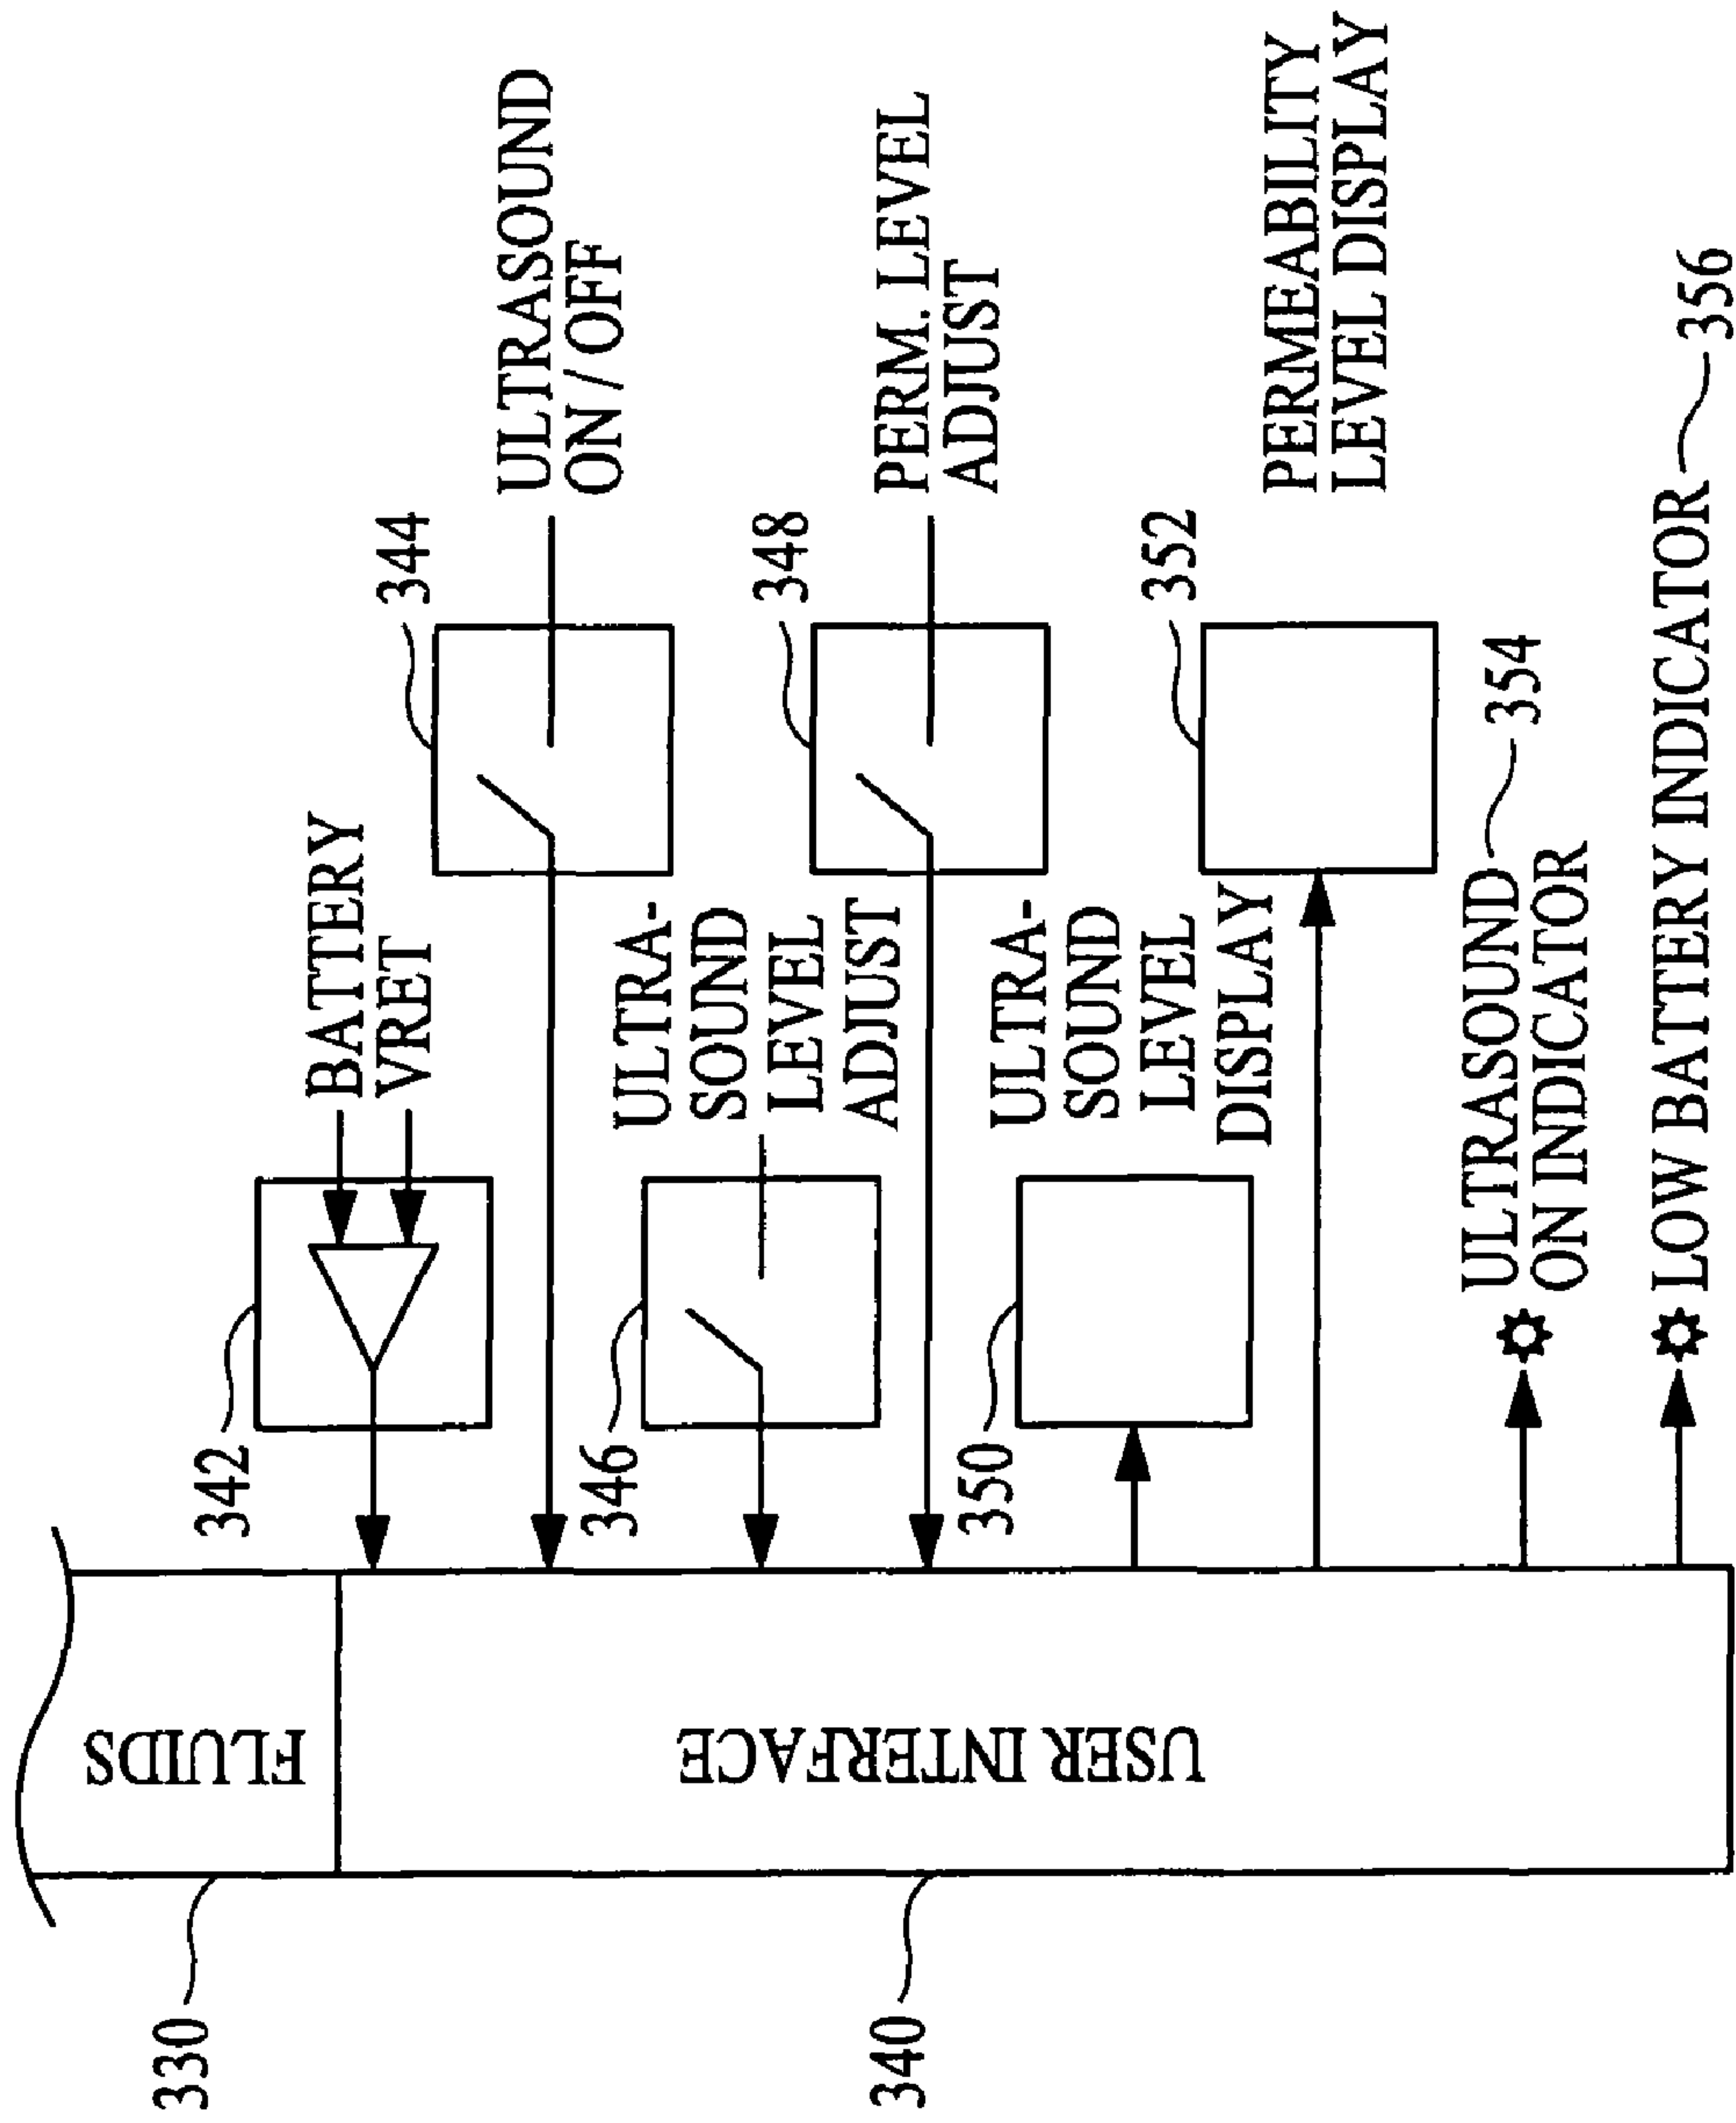 330
FLUIDS
340
USER INTERFACE
342
BATTERY
VRET
344
ULTRASOUND
ON / OFF
346
ULTRA-
SOUND
LEVEL
ADJUST
348
PERM. LEVEL
ADJUST
350
ULTRA-
SOUND
LEVEL
DISPLAY
352
PERMEABILITY
LEVEL DISPLAY
ULTRASOUND
ON INDICATOR
354
LOW BATTERY INDICATOR
356